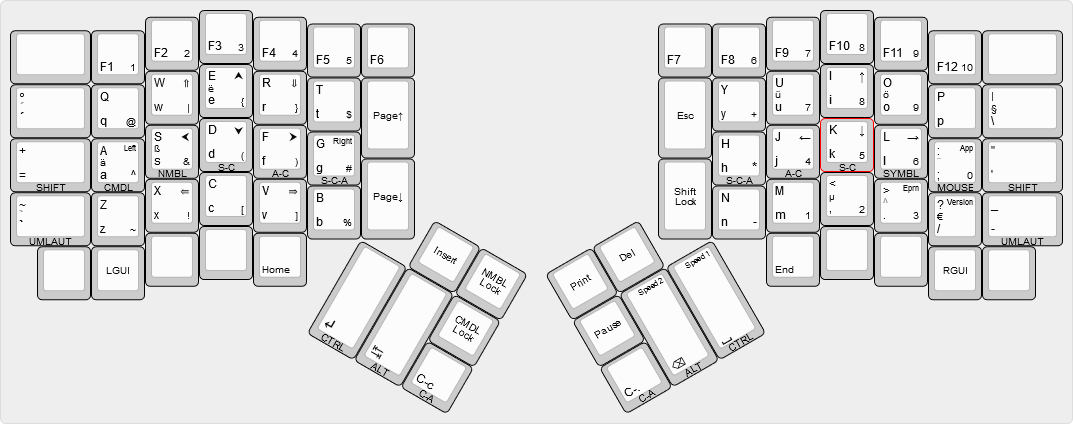 F1 1
F2 2
F3 3
F4 4
F5 5
F6
F7
F8 6
F9 7
F10 8
F11 9
F12 10
° ´
Q
q @
W ⇑
w |
E ⮝
ë
e {
R ⇓
r }
T
t $
Page↑
Esc
Y
y +
U
ü
u 7
I ↑
i 8
O
ö
o 9
P
p
|
§
\
+
=
SHIFT
A Left
ä
a ^
CMDL
S ⮜
ß
s &
NMBL
D ⮟
d (
S-C
F ⮞
f )
A-C
G Right
g #
S-C-A
H
h *
S-C-A
J ←
j 4
A-C
K ↓
k 5
S-C
L →
l 6
SYMBL
: App
; 0
MOUSE
"
'
SHIFT
~
`
UMLAUT
Z
z ~
X ⇐
x !
C
c [
V ⇒
v ]
B
b %
Page↓
Shift
Lock
N
n -
M
m 1
<
µ
, 2
> Eprn
^
. 3
? Version
€
/
_
-
UMLAUT
LGUI
Home
End
RGUI
↵
CTRL
↹
ALT
Insert
NMBL
Lock
CMDL
Lock
C-c
C-A
Print
Del
Pause
C-.
C-A
Speed 2
⌫
ALT
Speed 1
CTRL